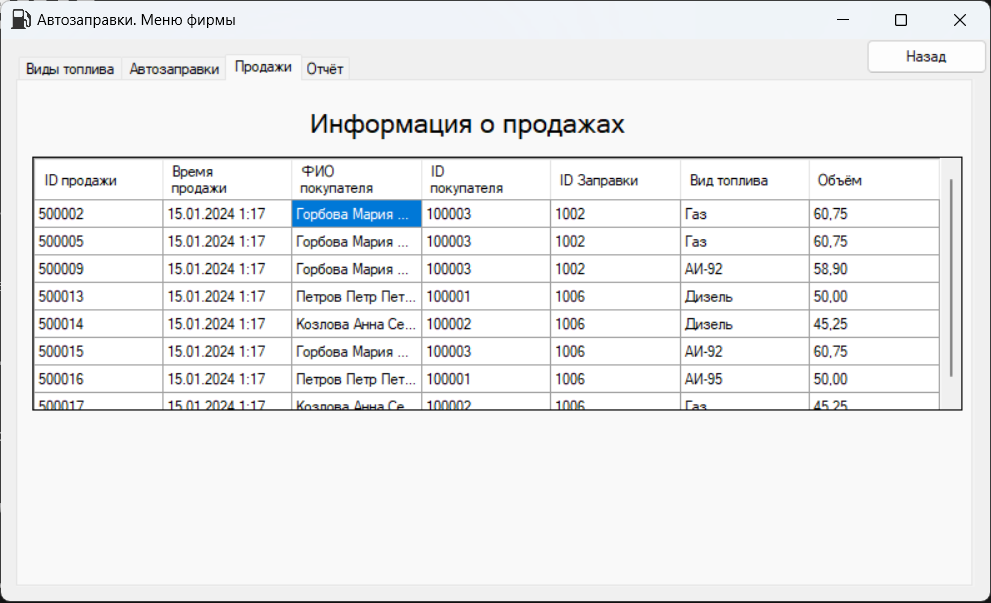 Автозаправки. Меню фирмы
Назад
Виды топлива Автозаправки Продажи Отчёт
Информация о продажах
ID продажи Время продажи ФИО покупателя ID покупателя ID Заправки Вид топлива Объём
500002 15.01.2024 1:17 Горбова Мария ... 100003 1002 Газ 60,75
500005 15.01.2024 1:17 Горбова Мария ... 100003 1002 Газ 60,75
500009 15.01.2024 1:17 Горбова Мария ... 100003 1002 АИ-92 58,90
500013 15.01.2024 1:17 Петров Петр Пет... 100001 1006 Дизель 50,00
500014 15.01.2024 1:17 Козлова Анна Се... 100002 1006 Дизель 45,25
500015 15.01.2024 1:17 Горбова Мария ... 100003 1006 АИ-92 60,75
500016 15.01.2024 1:17 Петров Петр Пет... 100001 1006 АИ-95 50,00
500017 15.01.2024 1:17 Козлова Анна Се... 100002 1006 Газ 45,25